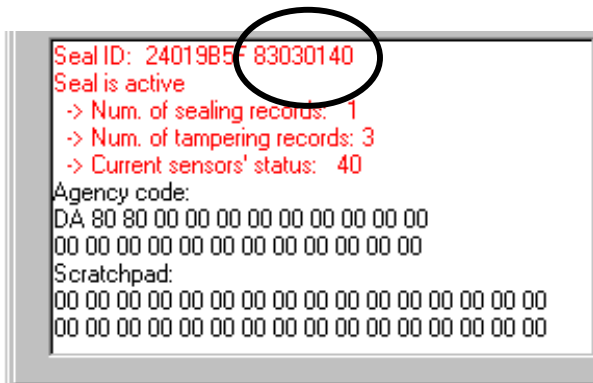 Seal ID: 24019B5F 83030140
Seal is active
-> Num. of sealing records: 1
-> Num. of tampering records: 3
-> Current sensors' status: 40
Agency code:
DA 80 80 00 00 00 00 00 00 00 00 00
00 00 00 00 00 00 00 00 00 00 00 00
Scratchpad:
00 00 00 00 00 00 00 00 00 00 00 00 00 00 00 00
00 00 00 00 00 00 00 00 00 00 00 00 00 00 00 00